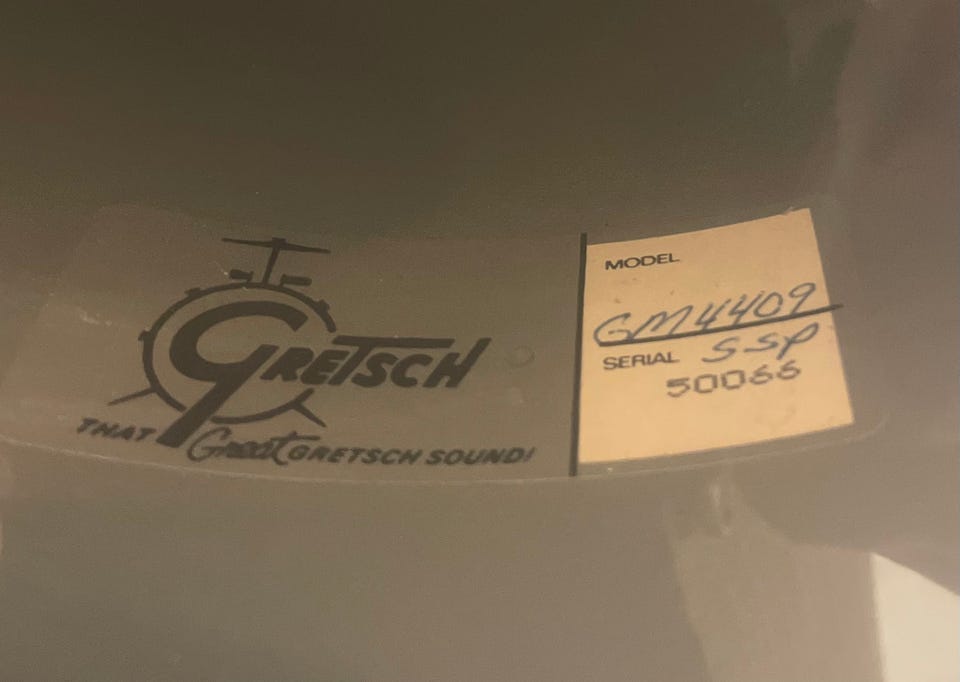 GRETSCH
THAT Great GRETSCH SOUND!
MODEL
GM4409
SSP
SERIAL
50066